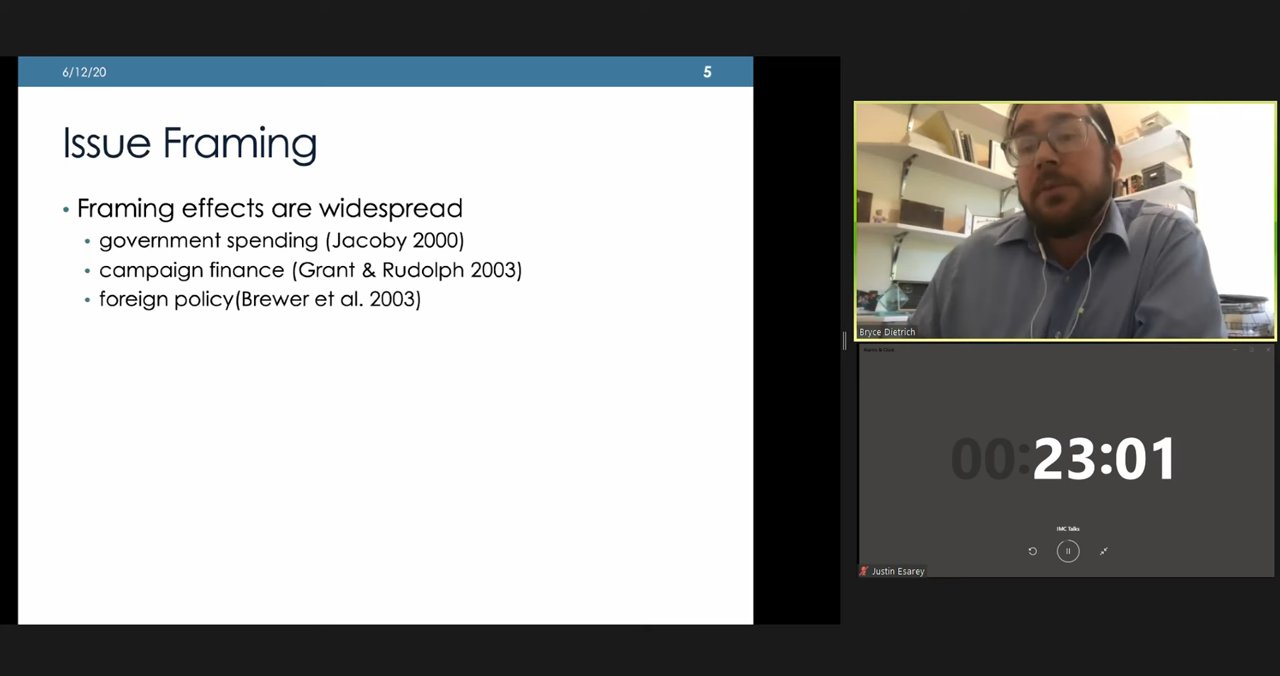 6/12/20
5
Issue Framing
• Framing effects are widespread
• government spending (Jacoby 2000)
• campaign finance (Grant & Rudolph 2003)
• foreign policy(Brewer et al. 2003)
Bryce Dietrich
00:23:01
IMC Talks
Justin Esarey